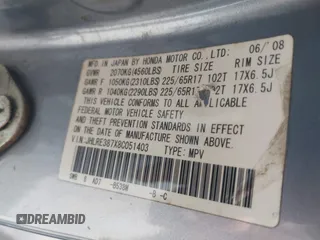 MFD. IN JAPAN BY HONDA MOTOR CO., LTD. 06/'08
GVWR 2070KG(4560LBS) TIRE SIZE RIM SIZE
GAWR F 1050KG(2310LBS) 225/65R17 102T 17X6.5J
GAWR R 1040KG(2290LBS) 225/65R17 102T 17X6.5J
THIS VEHICLE CONFORMS TO ALL APPLICABLE
FEDERAL MOTOR VEHICLE SAFETY AND
THEFT PREVENTION STANDARDS IN EFFECT
ON THE DATE OF MANUFACTURE SHOWN ABOVE.
V I N: JHLRE387X8C051403 TYPE: MPV
DREAMBID